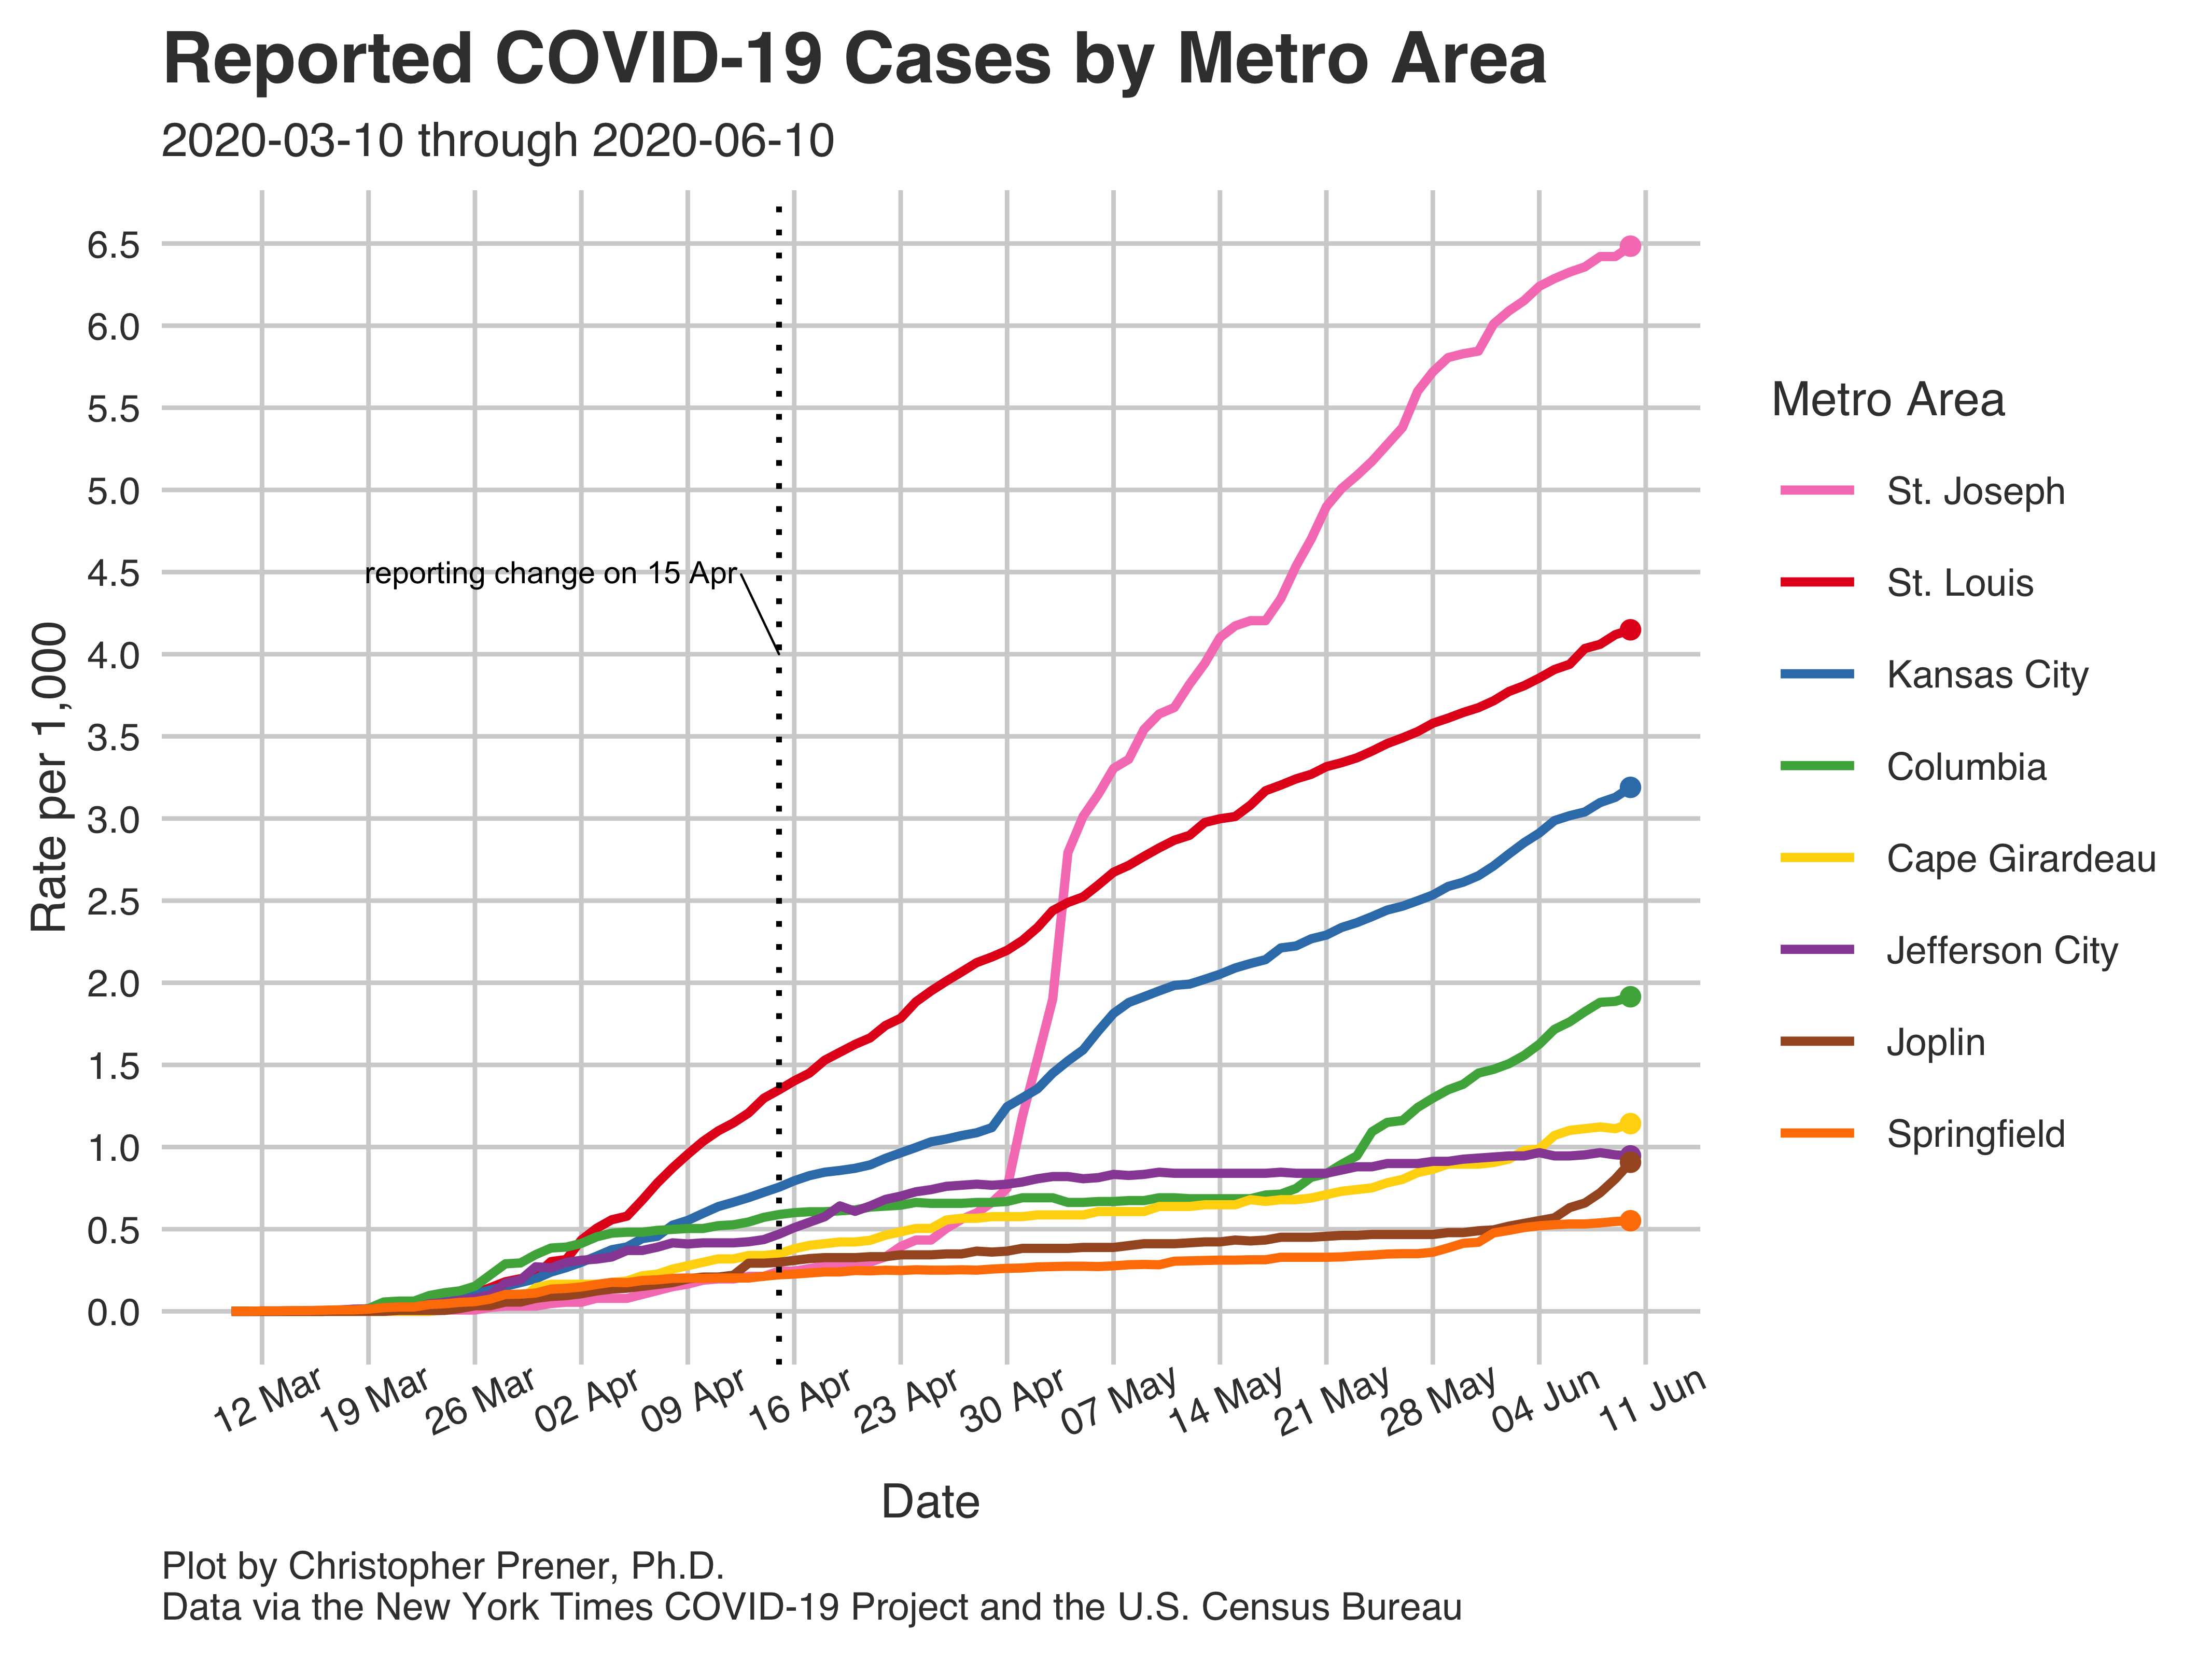 Reported COVID-19 Cases by Metro Area
2020-03-10 through 2020-06-10
Rate per 1,000
6.5
6.0
5.5
5.0
4.5
4.0
3.5
3.0
2.5
2.0
1.5
1.0
0.5
0.0
reporting change on 15 Apr
12 Mar
19 Mar
26 Mar
02 Apr
09 Apr
16 Apr
23 Apr
30 Apr
07 May
14 May
21 May
28 May
04 Jun
11 Jun
Date
Metro Area
St. Joseph
St. Louis
Kansas City
Columbia
Cape Girardeau
Jefferson City
Joplin
Springfield
Plot by Christopher Prener, Ph.D.
Data via the New York Times COVID-19 Project and the U.S. Census Bureau